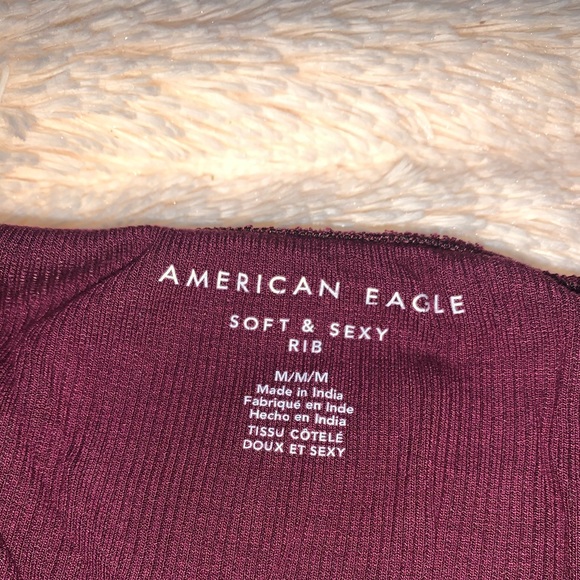 AMERICAN EAGLE
SOFT & SEXY
RIB
M/M/M
Made in India
Fabriqué en Inde
Hecho en India
TISSU CÔTELÉ
DOUX ET SEXY